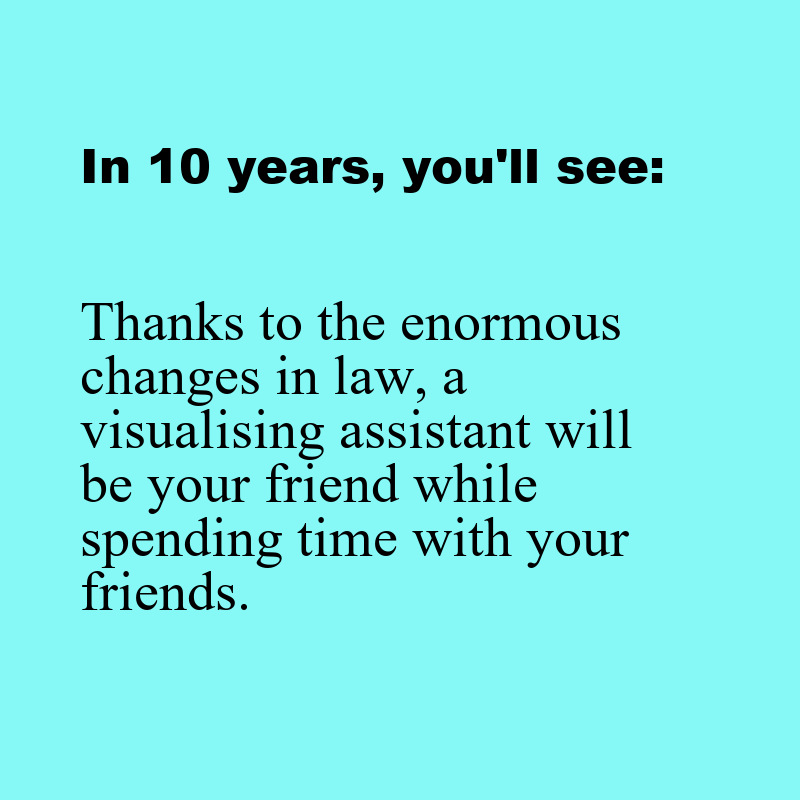 In 10 years, you'll see:
Thanks to the enormous
changes in law, a
visualising assistant will
be your friend while
spending time with your
friends.